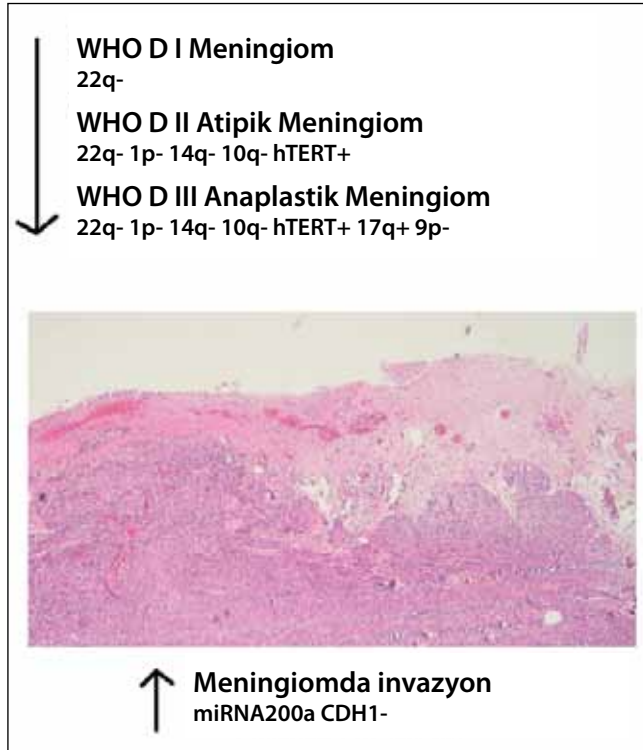 WHO D I Meningiom
22q-
WHO D II Atipik Meningiom
22q- 1p- 14q- 10q- hTERT+
WHO D III Anaplastik Meningiom
22q- 1p- 14q- 10q- hTERT+ 17q+ 9p-
Meningiomda invazyon
miRNA200a CDH1-